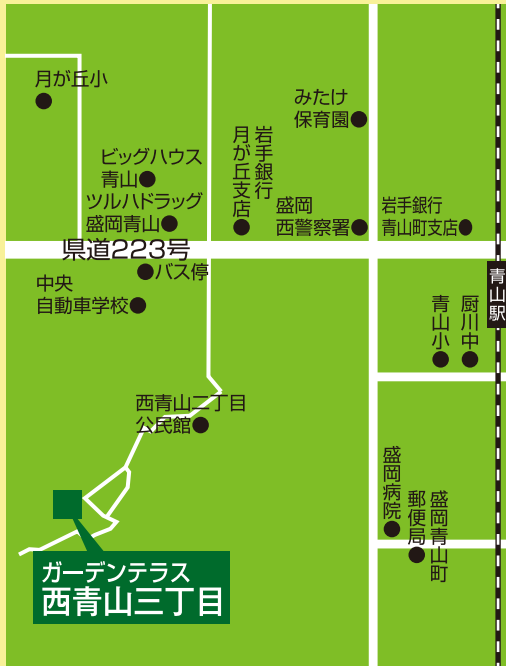 月が丘小
みたけ
保育園
岩手銀行
月が丘支店
ビッグハウス
青山
ツルハドラッグ
盛岡青山
盛岡
西警察署
岩手銀行
青山町支店
県道223号
バス停
中央
自動車学校
青山駅
厨川中
青山小
西青山二丁目
公民館
盛岡病院
盛岡青山町
郵便局
ガーデンテラス
西青山三丁目